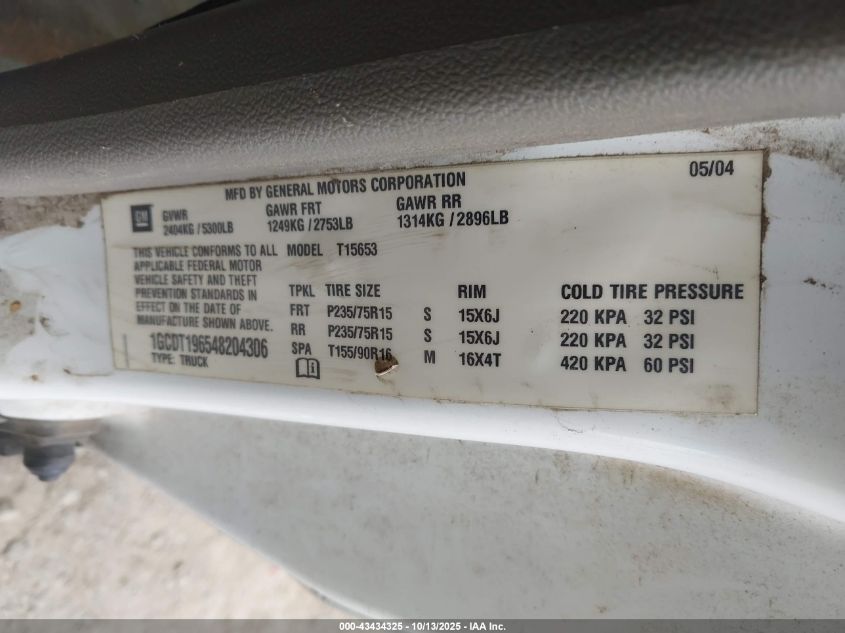 05/04
MFD BY GENERAL MOTORS CORPORATION
GM
GVWR GAWR FRT GAWR RR
2404KG / 5300LB 1249KG / 2753LB 1314KG / 2896LB
THIS VEHICLE CONFORMS TO ALL MODEL T15653
APPLICABLE FEDERAL MOTOR
VEHICLE SAFETY AND THEFT
PREVENTION STANDARDS IN
EFFECT ON THE DATE OF
MANUFACTURE SHOWN ABOVE.
1GCDT196548204306
TYPE: TRUCK
TPKL TIRE SIZE RIM COLD TIRE PRESSURE
FRT P235/75R15 S 15X6J 220 KPA 32 PSI
RR P235/75R15 S 15X6J 220 KPA 32 PSI
SPA T155/90R16 M 16X4T 420 KPA 60 PSI
000-43434325 | 10/13/2025 - IAA Inc.